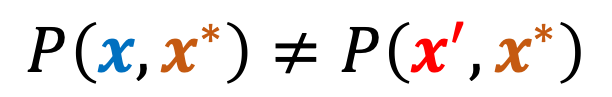 P(x, x*) ≠ P(x′, x*)